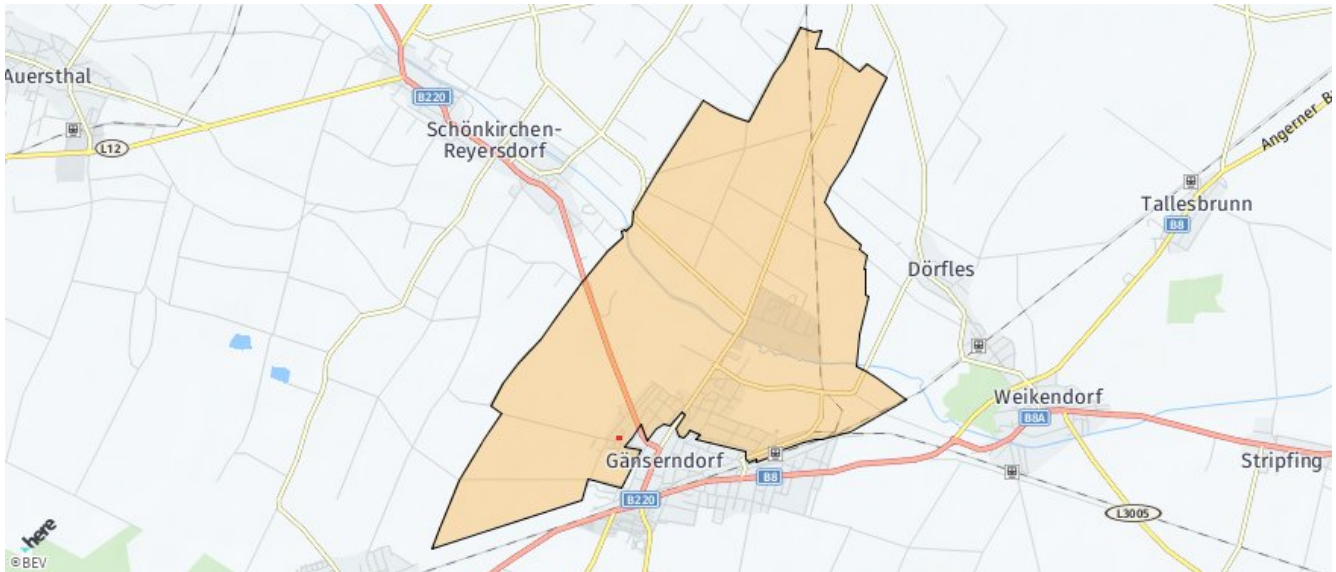 Auersthal
B220
Schönkirchen-
Reyersdorf
L12
Angerner B
Tallesbrunn
B8
Dörfles
Weikendorf
B8A
Gänserndorf
B8
Stripfing
B220
L3005
here
©BEV